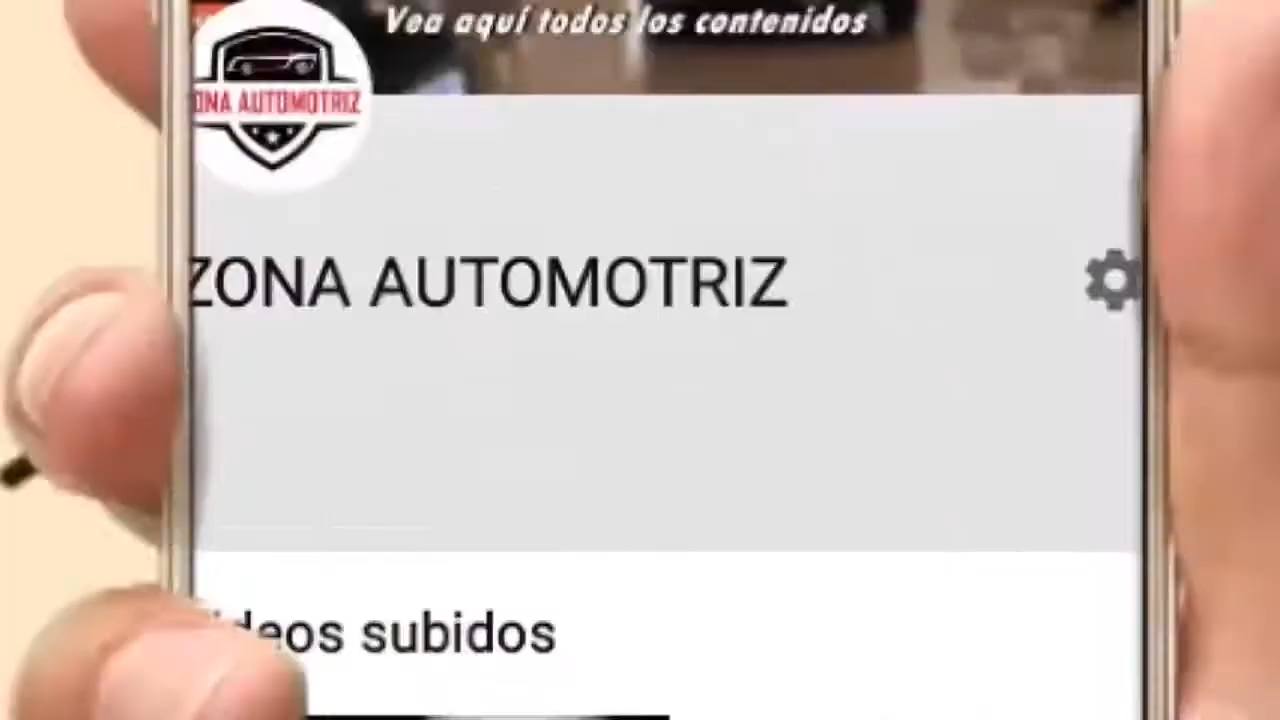 Vea aquí todos los contenidos
ONA AUTOMOTRIZ
ZONA AUTOMOTRIZ
ideos subidos